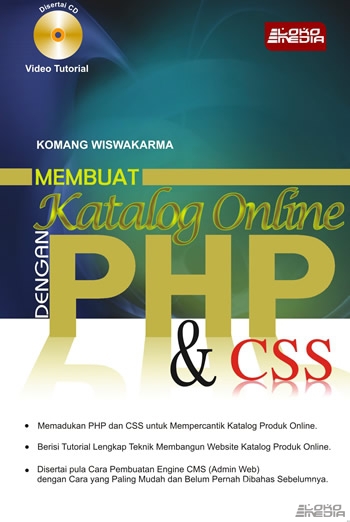 Disertai CD
Video Tutorial
LOKO
MEDIA
KOMANG WISWAKARMA
MEMBUAT
Katalog Online
DENGAN
PHP
& CSS
• Memadukan PHP dan CSS untuk Mempercantik Katalog Produk Online.
• Berisi Tutorial Lengkap Teknik Membangun Website Katalog Produk Online.
• Disertai pula Cara Pembuatan Engine CMS (Admin Web)
dengan Cara yang Paling Mudah dan Belum Pernah Dibahas Sebelumnya.
LOKO
MEDIA